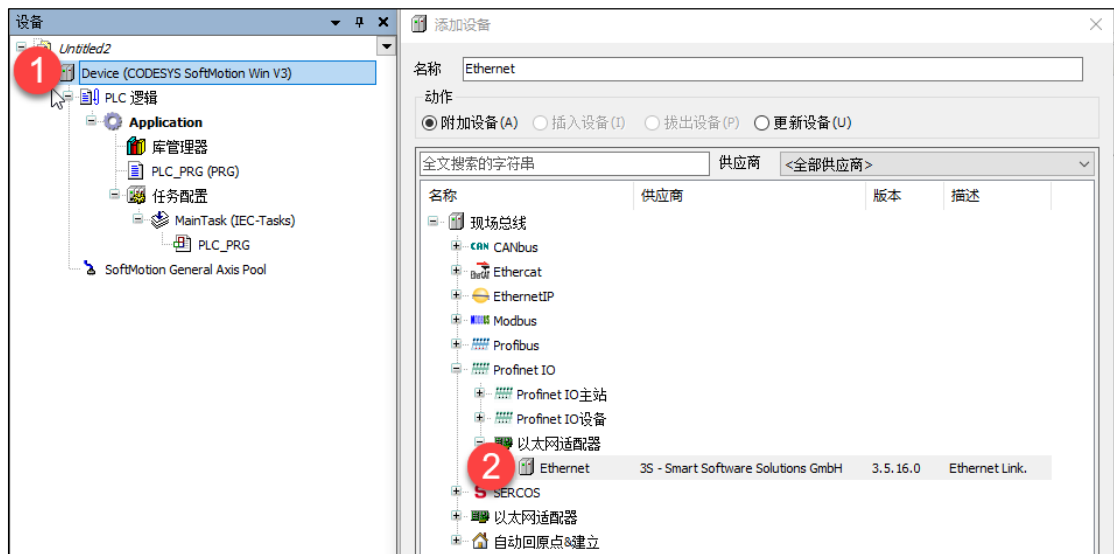 设备
Untitled2
1
Device (CODESYS SoftMotion Win V3)
PLC 逻辑
Application
库管理器
PLC_PRG (PRG)
任务配置
MainTask (IEC-Tasks)
PLC_PRG
SoftMotion General Axis Pool
添加设备
名称 Ethernet
动作
附加设备(A) 插入设备(I) 拔出设备(P) 更新设备(U)
全文搜索的字符串 供应商 <全部供应商>
名称 供应商 版本 描述
现场总线
CAN CANbus
EtherCAT Ethercat
EthernetIP
MODBUS Modbus
Profibus
Profinet IO
Profinet IO主站
Profinet IO设备
以太网适配器
2 Ethernet 3S - Smart Software Solutions GmbH 3.5.16.0 Ethernet Link.
SERCOS
以太网适配器
自动回原点&建立